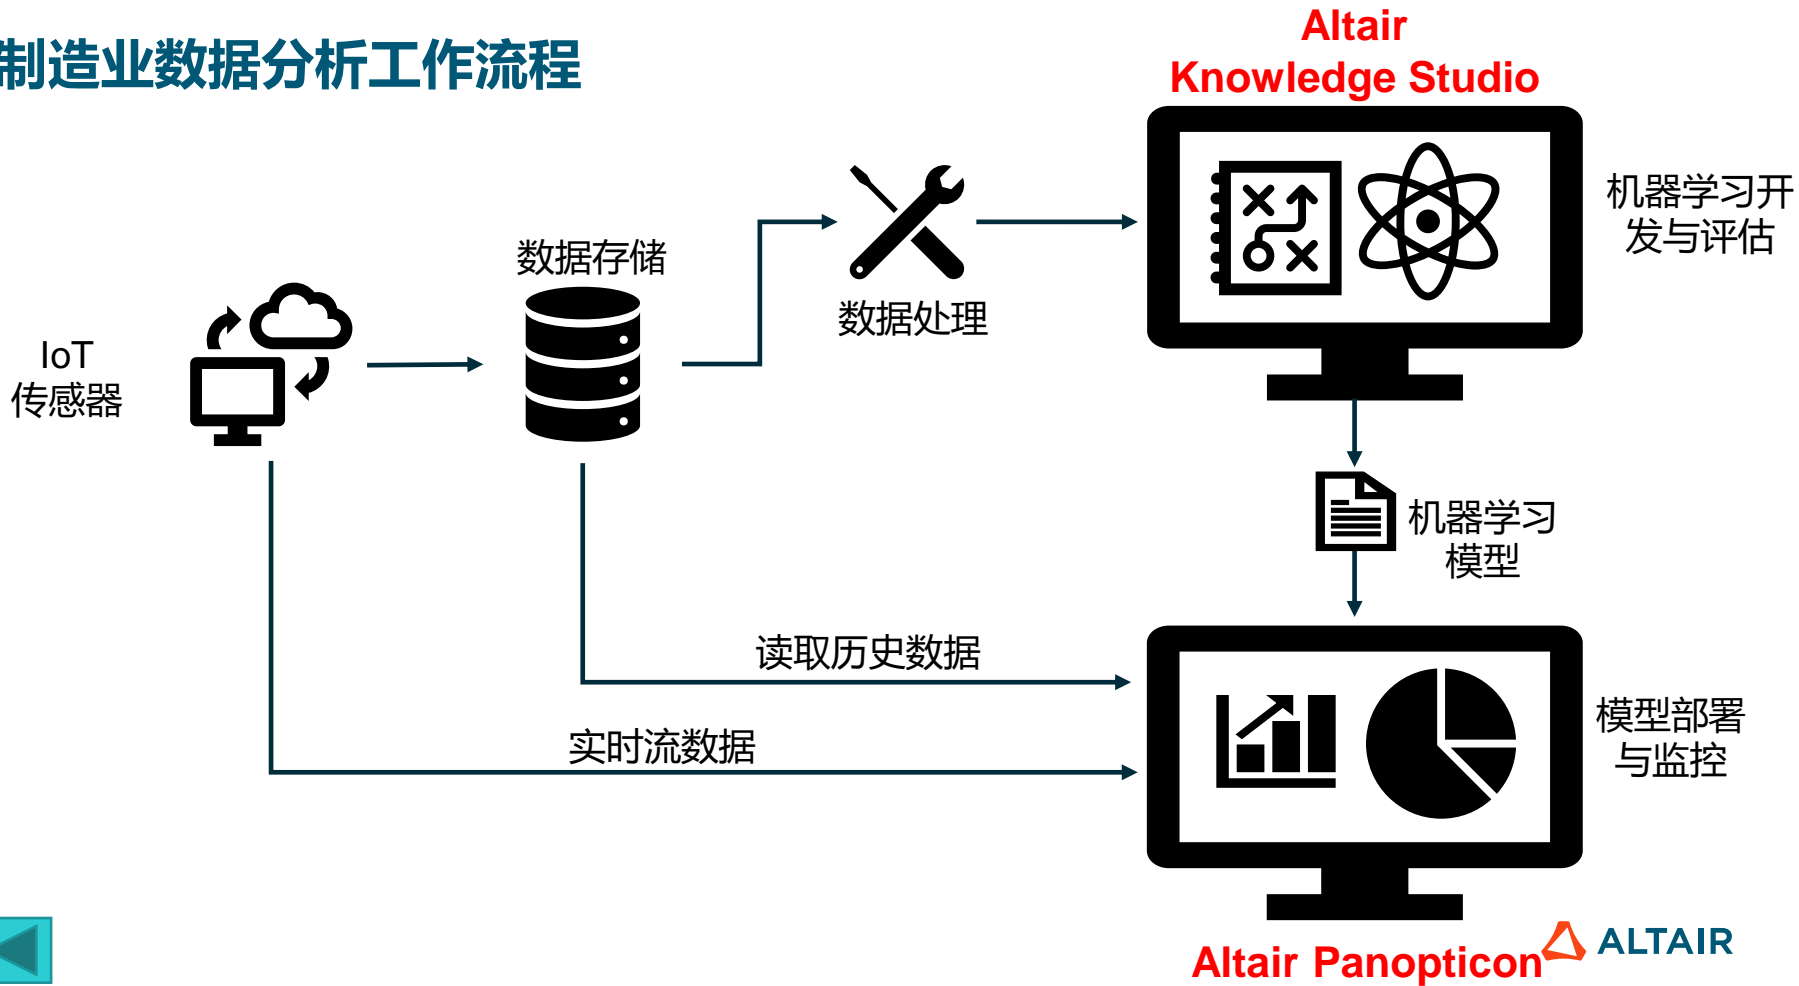 制造业数据分析工作流程
Altair
Knowledge Studio
机器学习开
发与评估
数据存储
数据处理
IoT
传感器
机器学习
模型
读取历史数据
实时流数据
模型部署
与监控
Altair Panopticon
ALTAIR